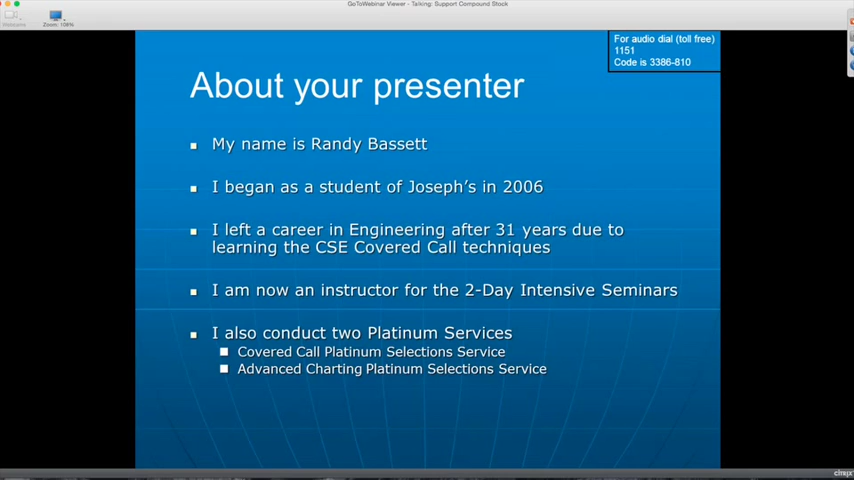 GoToWebinar Viewer - Talking: Support Compound Stock
Welcome
Zoom: 108%
For audio dial (toll free)
1151
Code is 3386-810
About your presenter
My name is Randy Bassett
I began as a student of Joseph's in 2006
I left a career in Engineering after 31 years due to
learning the CSE Covered Call techniques
I am now an instructor for the 2-Day Intensive Seminars
I also conduct two Platinum Services
Covered Call Platinum Selections Service
Advanced Charting Platinum Selections Service
citrix